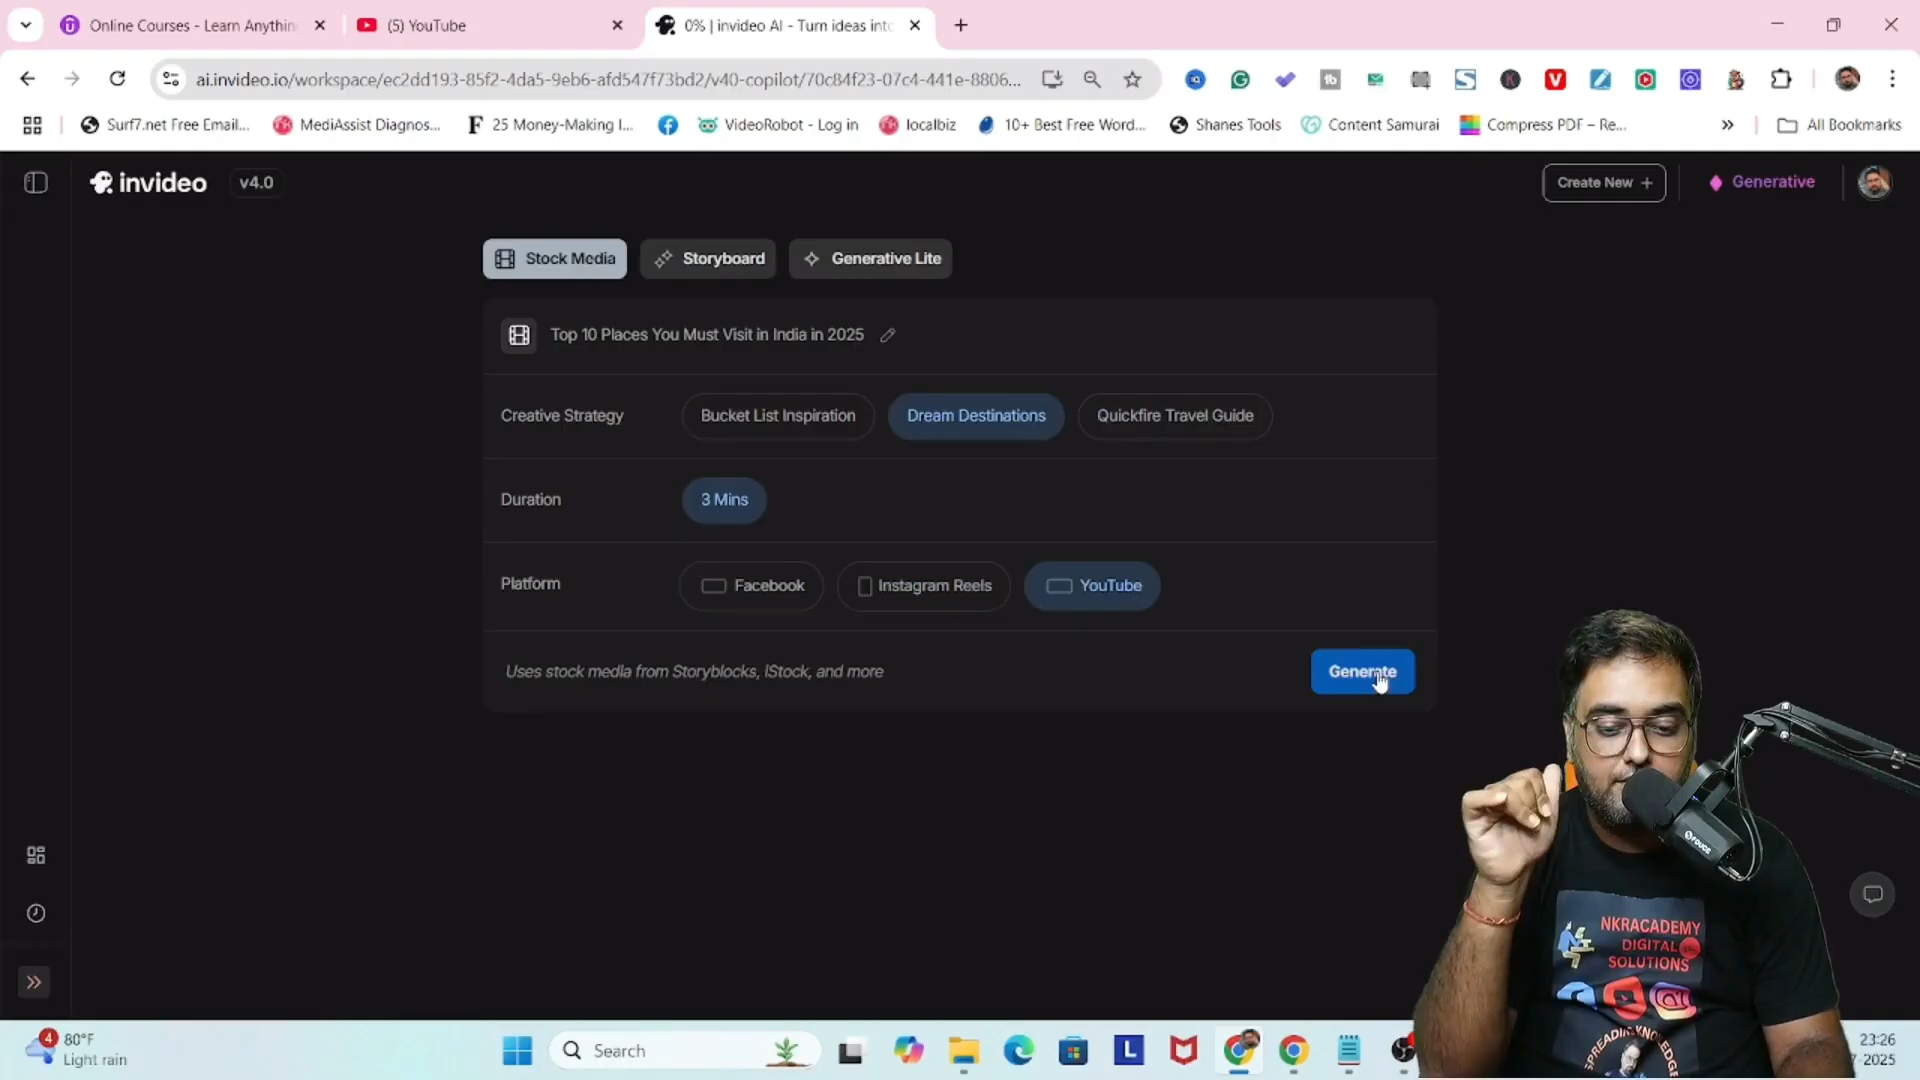 Online Courses - Learn Anythin
(5) YouTube
0% | invideo AI - Turn ideas into
ai.invideo.io/workspace/ec2dd193-85f2-4da5-9eb6-afd547f73bd2/v40-copilot/70c84f23-07c4-441e-8806...
Surf7.net Free Email...
MediAssist Diagnos...
25 Money-Making I...
VideoRobot - Log in
localbiz
10+ Best Free Word...
Shanes Tools
Content Samurai
Compress PDF – Re...
All Bookmarks
invideo
v4.0
Create New +
Generative
Stock Media
Storyboard
Generative Lite
Top 10 Places You Must Visit in India in 2025
Creative Strategy
Bucket List Inspiration
Dream Destinations
Quickfire Travel Guide
Duration
3 Mins
Platform
Facebook
Instagram Reels
YouTube
Uses stock media from Storyblocks, iStock, and more
Generate
NKRACADEMY
DIGITAL
SOLUTIONS
SPREADING KNOWLEDGE
4
80°F
Light rain
Search
23:26
-2025